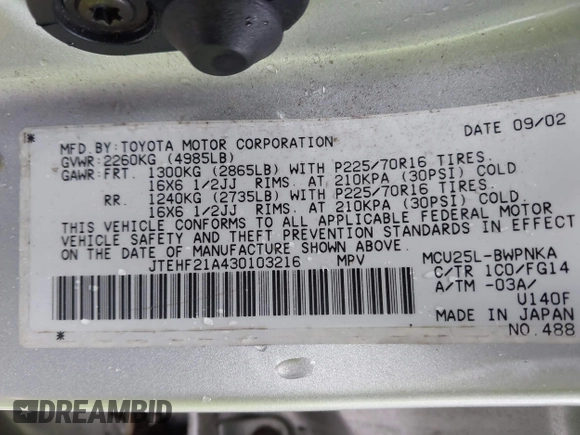 MFD.BY:TOYOTA MOTOR CORPORATION DATE 09/02
GVWR:2260KG (4985LB)
GAWR:FRT. 1300KG (2865LB) WITH P225/70R16 TIRES.
16X6 1/2JJ RIMS. AT 210KPA (30PSI) COLD
RR. 1240KG (2735LB) WITH P225/70R16 TIRES.
16X6 1/2JJ RIMS. AT 210KPA (30PSI) COLD.
THIS VEHICLE CONFORMS TO ALL APPLICABLE FEDERAL MOTOR
VEHICLE SAFETY AND THEFT PREVENTION STANDARDS IN EFFECT
ON THE DATE OF MANUFACTURE SHOWN ABOVE.
JTEHF21A430103216 MPV MCU25L-BWPNKA
C/TR 1C0/FG14
A/TM -03A/
U140F
MADE IN JAPAN
NO.488
DREAMBID